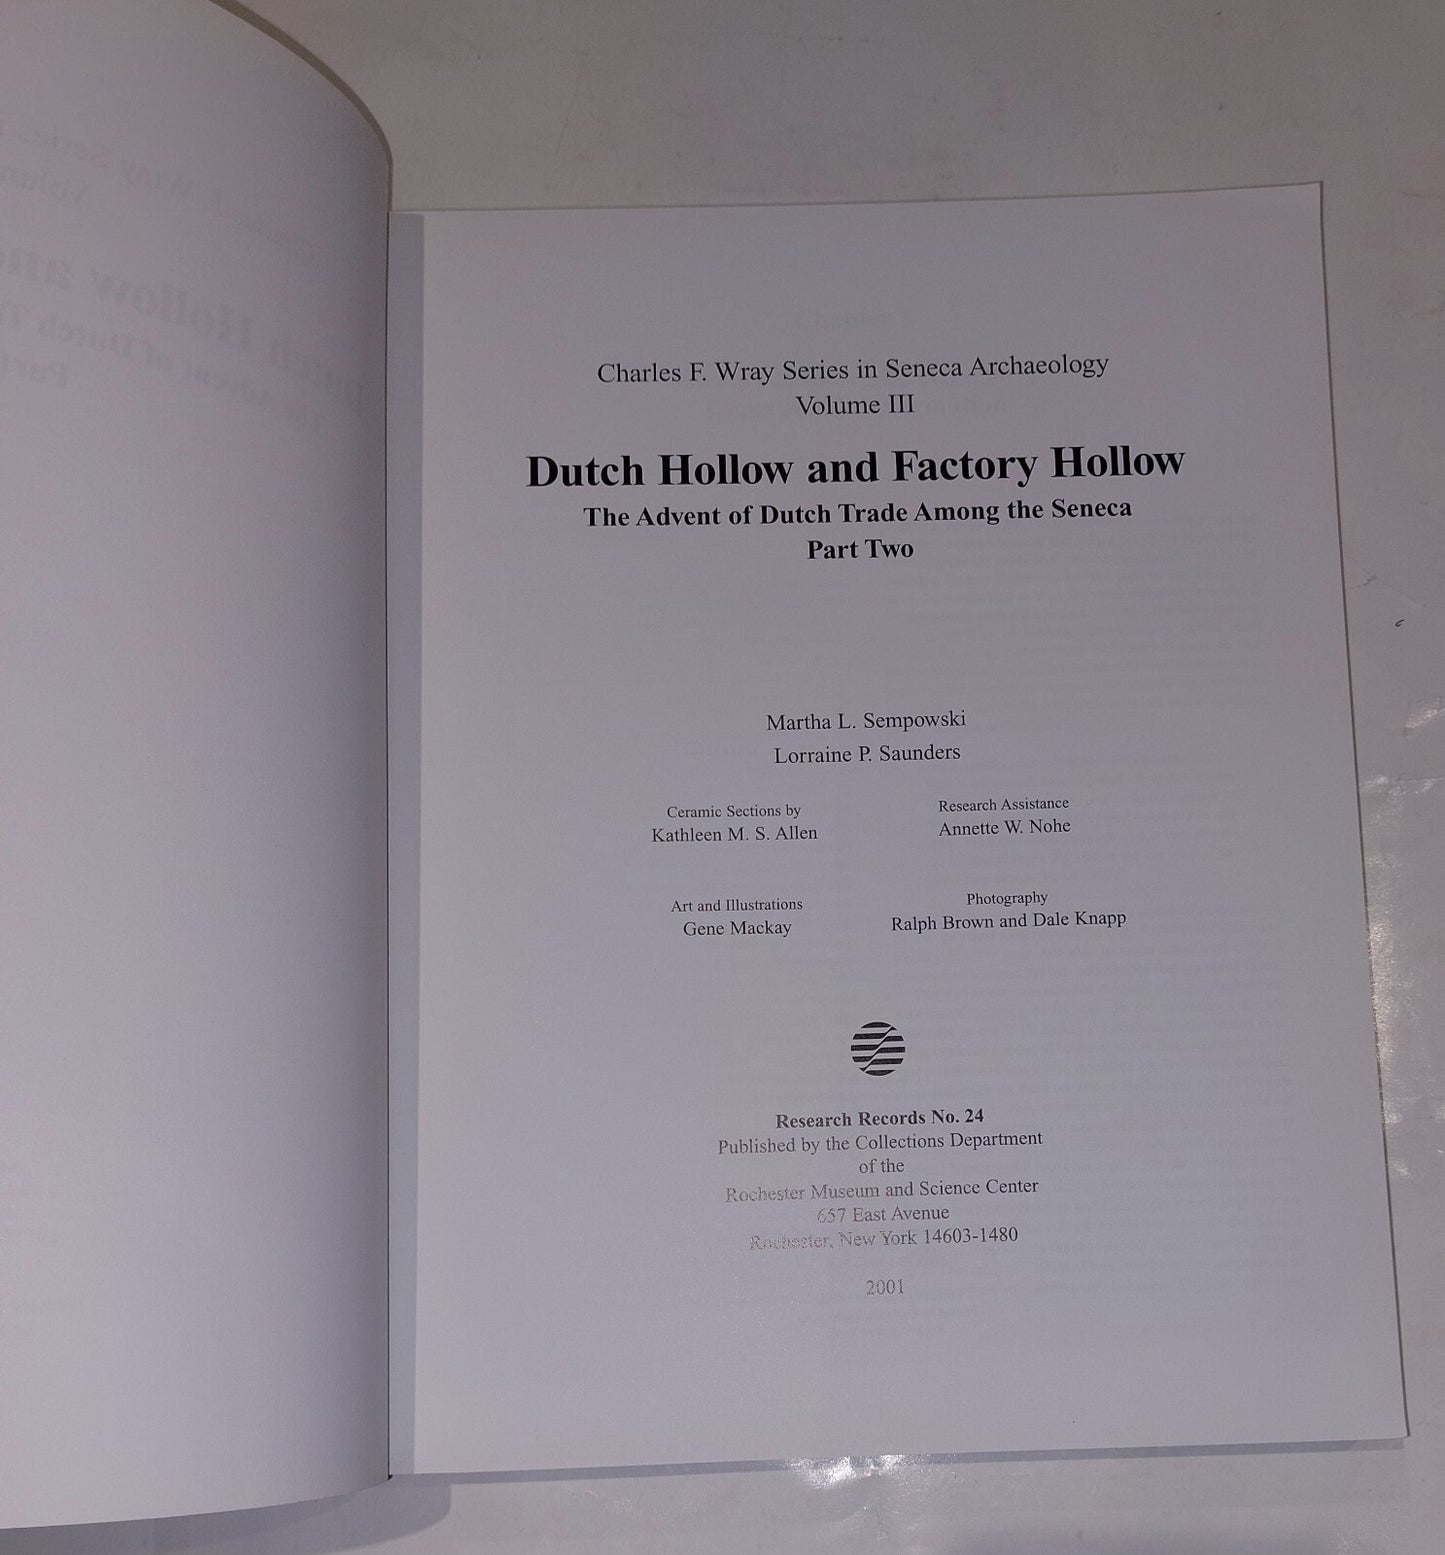 Charles F. Wray Series in Seneca Archaeology
Volume III
Dutch Hollow and Factory Hollow
The Advent of Dutch Trade Among the Seneca
Part Two
Martha L. Sempowski
Lorraine P. Saunders
Ceramic Sections by
Kathleen M. S. Allen
Research Assistance
Annette W. Nohe
Art and Illustrations
Gene Mackay
Photography
Ralph Brown and Dale Knapp
Research Records No. 24
Published by the Collections Department
of the
Rochester Museum and Science Center
657 East Avenue
Rochester, New York 14603-1480
2001